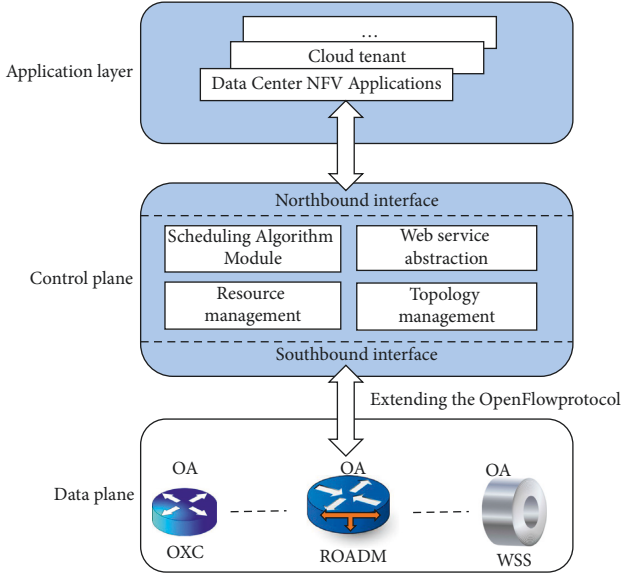 Application layer
…
Cloud tenant
Data Center NFV Applications
Control plane
Northbound interface
Scheduling Algorithm
Module
Web service
abstraction
Resource
management
Topology
management
Southbound interface
Extending the OpenFlowprotocol
Data plane
OA
OXC
OA
ROADM
OA
WSS